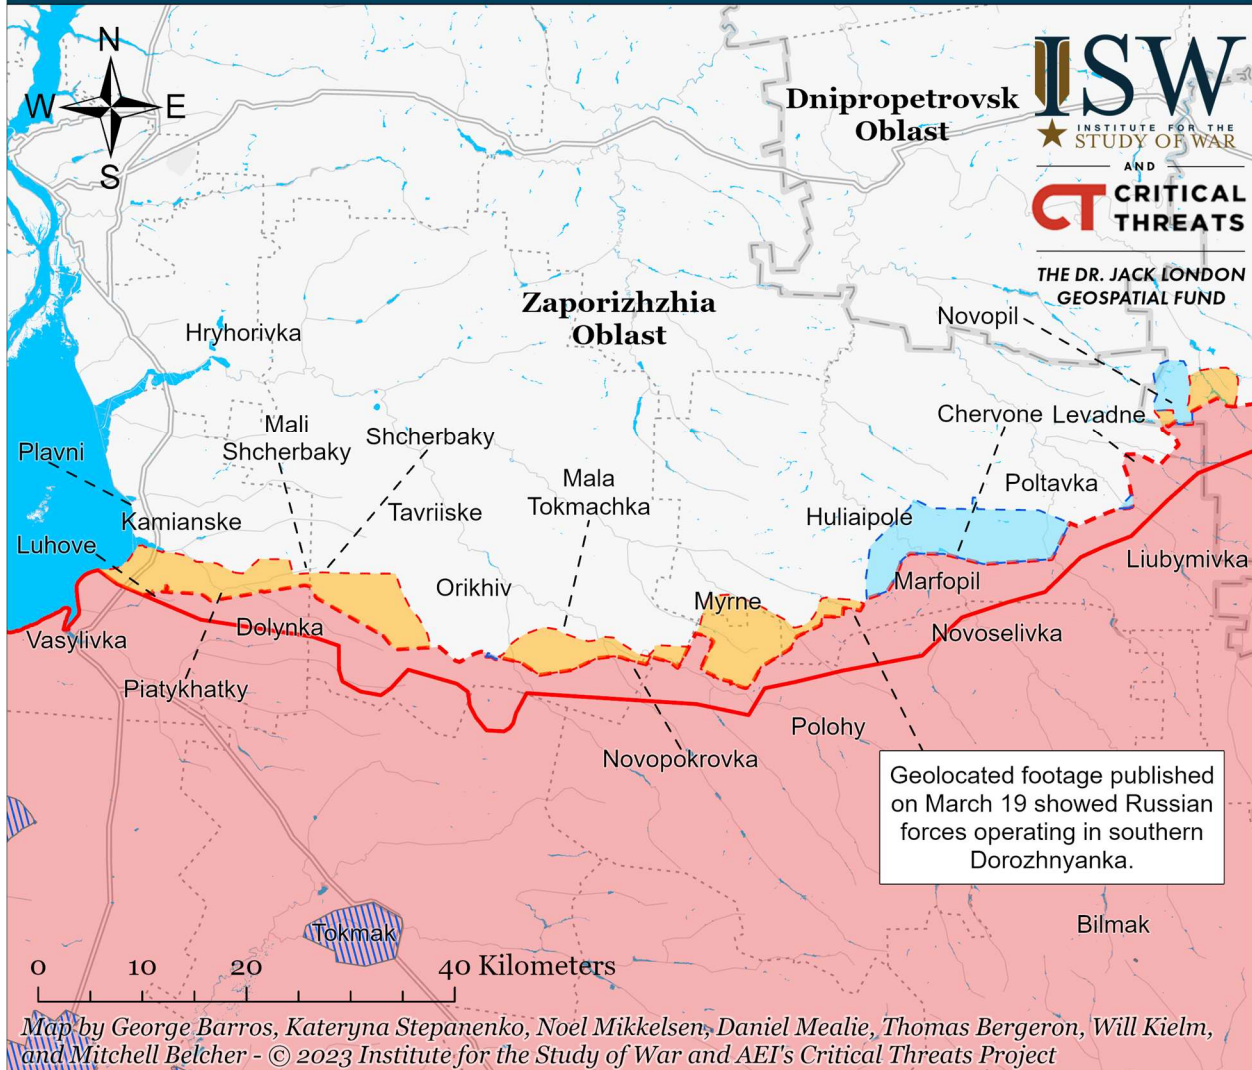 N
W
E
S
Dnipropetrovsk
Oblast
ISW
INSTITUTE FOR THE
STUDY OF WAR
AND
CT CRITICAL
THREATS
THE DR. JACK LONDON
GEOSPATIAL FUND
Zaporizhzhia
Oblast
Novopil
Hryhorivka
Mali
Shcherbaky
Shcherbaky
Chervone
Levadne
Plavni
Mala
Tokmachka
Poltavka
Kamianske
Tavriiske
Huliaipole
Luhove
Liubymivka
Orikhiv
Marfopil
Myrne
Vasylivka
Dolynka
Novoselivka
Piatykhatky
Polohy
Novopokrovka
Geolocated footage published
on March 19 showed Russian
forces operating in southern
Dorozhnyanka.
Tokmak
Bilmak
0 10 20 40 Kilometers
Map by George Barros, Kateryna Stepanenko, Noel Mikkelsen, Daniel Mealie, Thomas Bergeron, Will Kielm,
and Mitchell Belcher - © 2023 Institute for the Study of War and AEI's Critical Threats Project